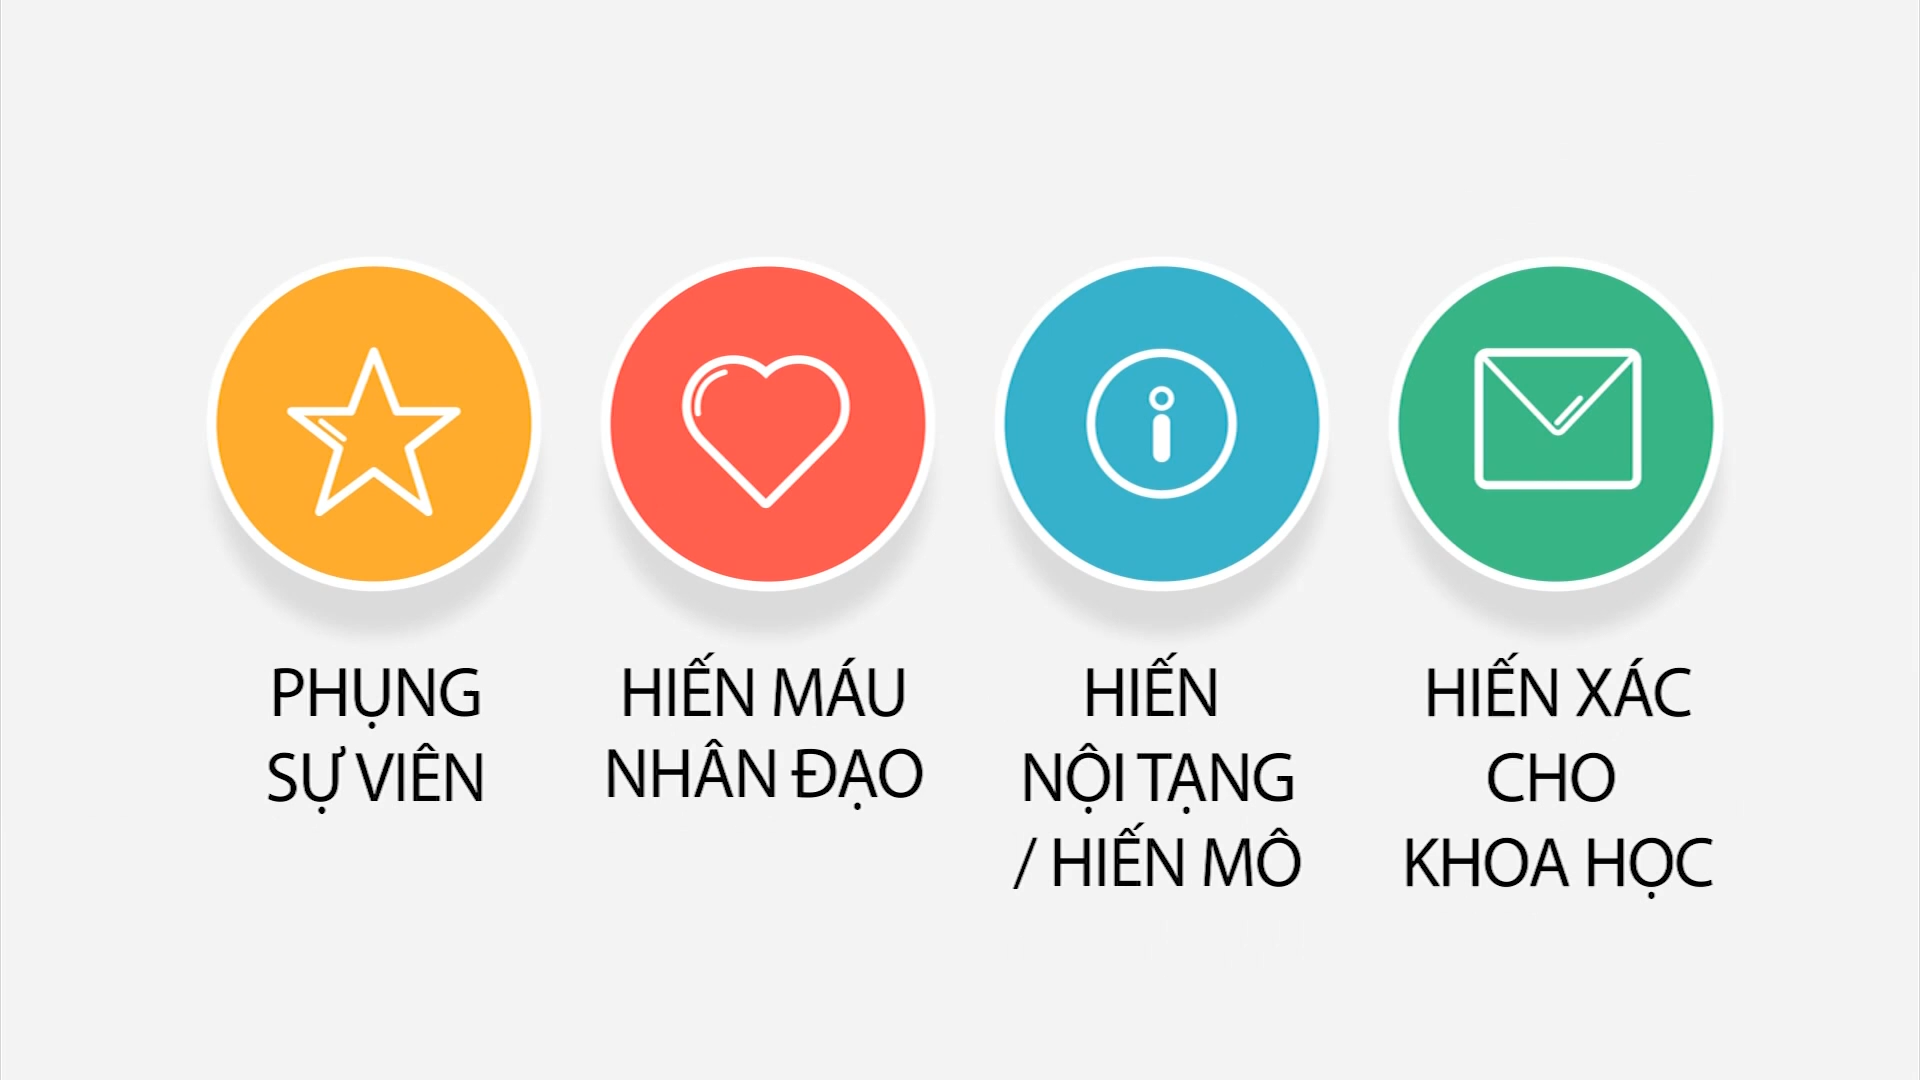 PHỤNG
SỰ VIÊN
HIẾN MÁU
NHÂN ĐẠO
HIẾN
NỘI TẠNG
/ HIẾN MÔ
HIẾN XÁC
CHO
KHOA HỌC